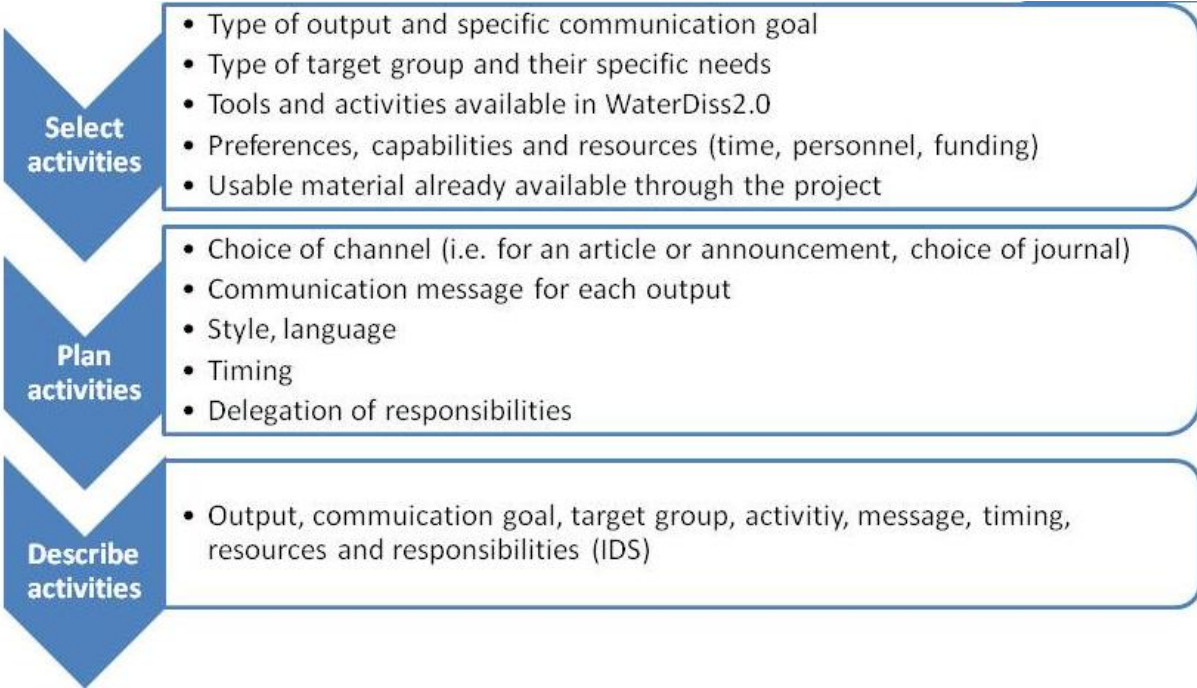 Select
activities
• Type of output and specific communication goal
• Type of target group and their specific needs
• Tools and activities available in WaterDiss2.0
• Preferences, capabilities and resources (time, personnel, funding)
• Usable material already available through the project
Plan
activities
• Choice of channel (i.e. for an article or announcement, choice of journal)
• Communication message for each output
• Style, language
• Timing
• Delegation of responsibilities
Describe
activities
• Output, commuication goal, target group, activitiy, message, timing,
resources and responsibilities (IDS)